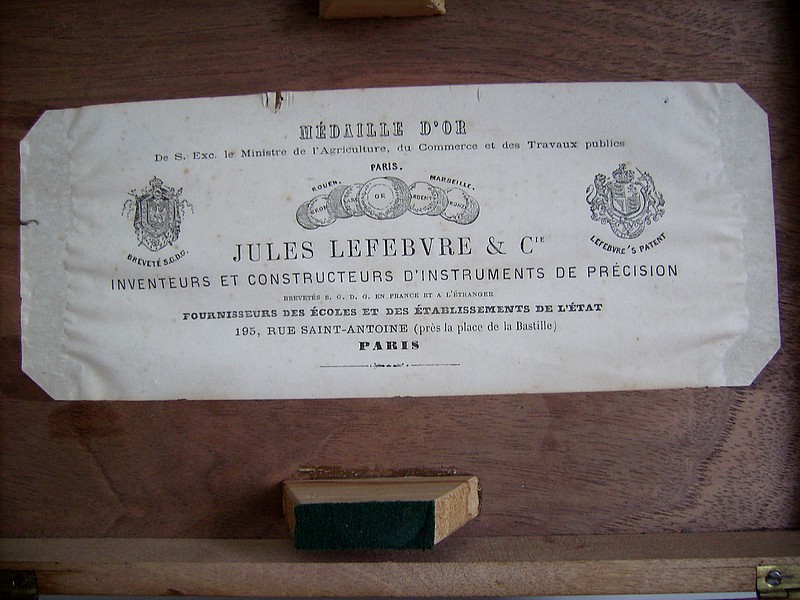 MÉDAILLE D'OR
De S. Exc. le Ministre de l'Agriculture, du Commerce et des Travaux publics
PARIS.
ROUEN. MARSEILLE.
OR
BREVETÉ S.G.D.G. LEFEBVRE'S PATENT
JULES LEFEBVRE & CIE
INVENTEURS ET CONSTRUCTEURS D'INSTRUMENTS DE PRÉCISION
BREVETÉS S. G. D. G. EN FRANCE ET A L'ÉTRANGER
FOURNISSEURS DES ÉCOLES ET DES ÉTABLISSEMENTS DE L'ÉTAT
195, RUE SAINT-ANTOINE (près la place de la Bastille)
PARIS